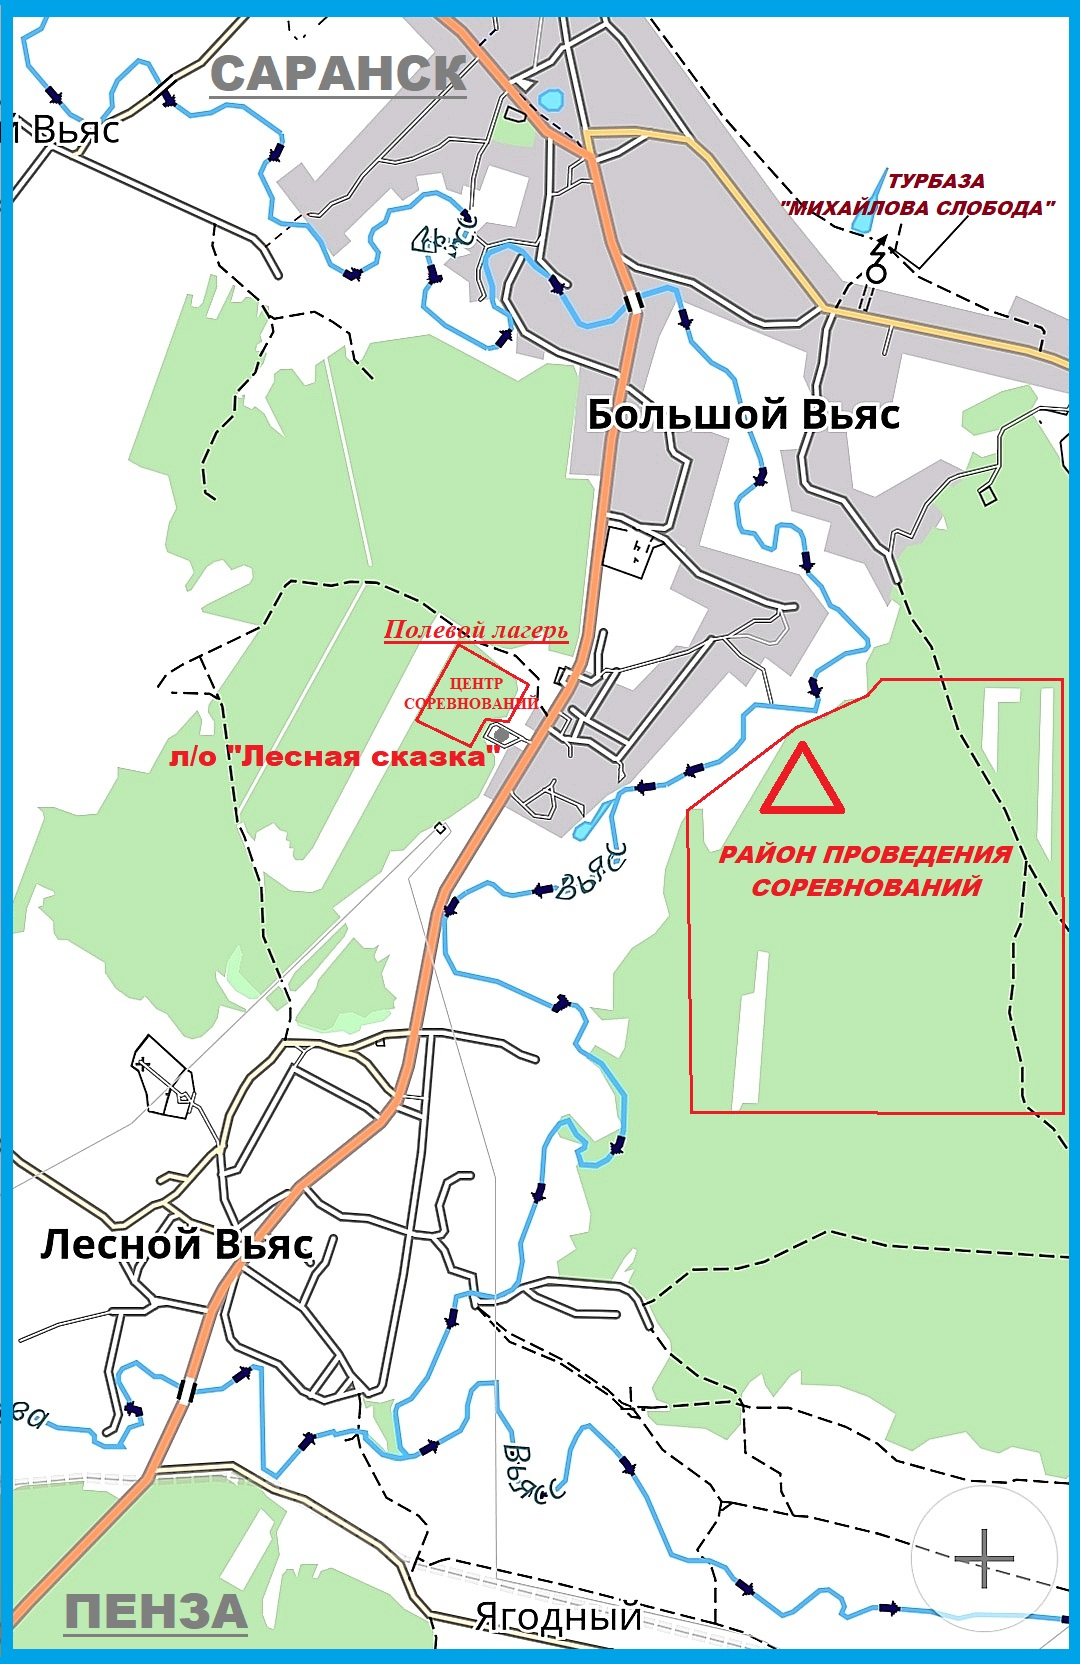 САРАНСК
й Вьяс
ТУРБАЗА
"МИХАЙЛОВА СЛОБОДА"
Вьяс
Большой Вьяс
Полевой лагерь
ЦЕНТР
СОРЕВНОВАНИЙ
л/о "Лесная сказка"
РАЙОН ПРОВЕДЕНИЯ
СОРЕВНОВАНИЙ
Вьяс
Лесной Вьяс
ва
Вьяс
ПЕНЗА
Ягодный